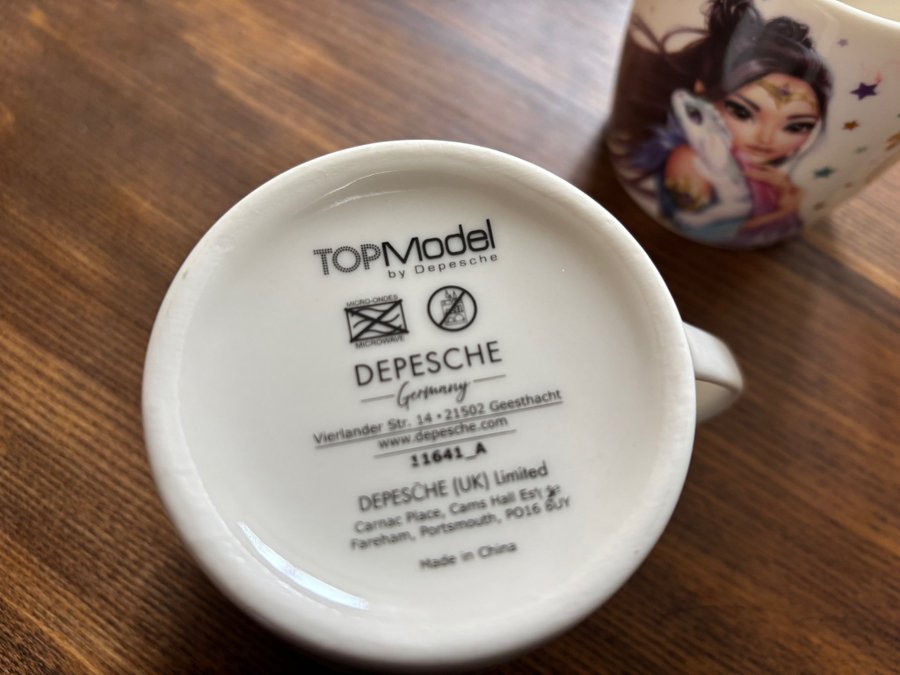 TOPModel
by Depesche
MICRO-ONDES
MICROWAVE
DEPESCHE
Germany
Vierlander Str. 14 • 21502 Geesthacht
www.depesche.com
11641_A
DEPESCHE (UK) Limited
Carnac Place, Cams Hall
Fareham, Portsmouth, PO16 8UY
Made in China